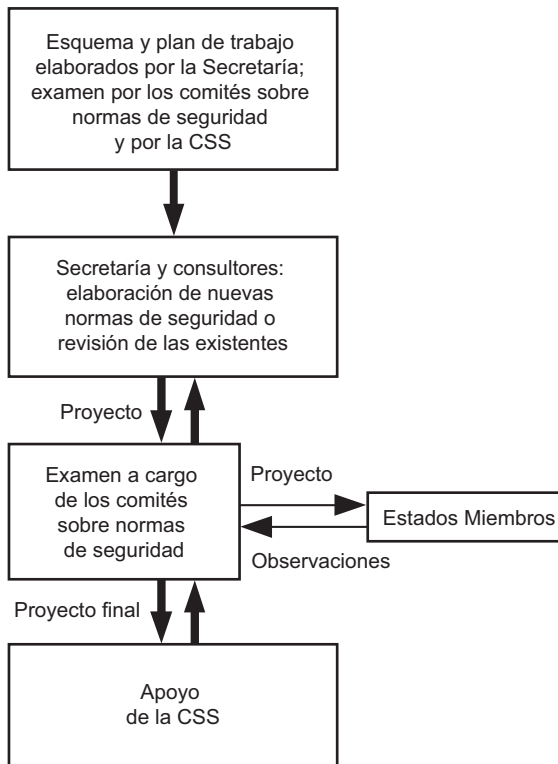 Esquema y plan de trabajo
elaborados por la Secretaría;
examen por los comités sobre
normas de seguridad
y por la CSS
Secretaría y consultores:
elaboración de nuevas
normas de seguridad o
revisión de las existentes
Proyecto
Examen a cargo
de los comités
sobre normas
de seguridad
Proyecto
Estados Miembros
Observaciones
Proyecto final
Apoyo
de la CSS